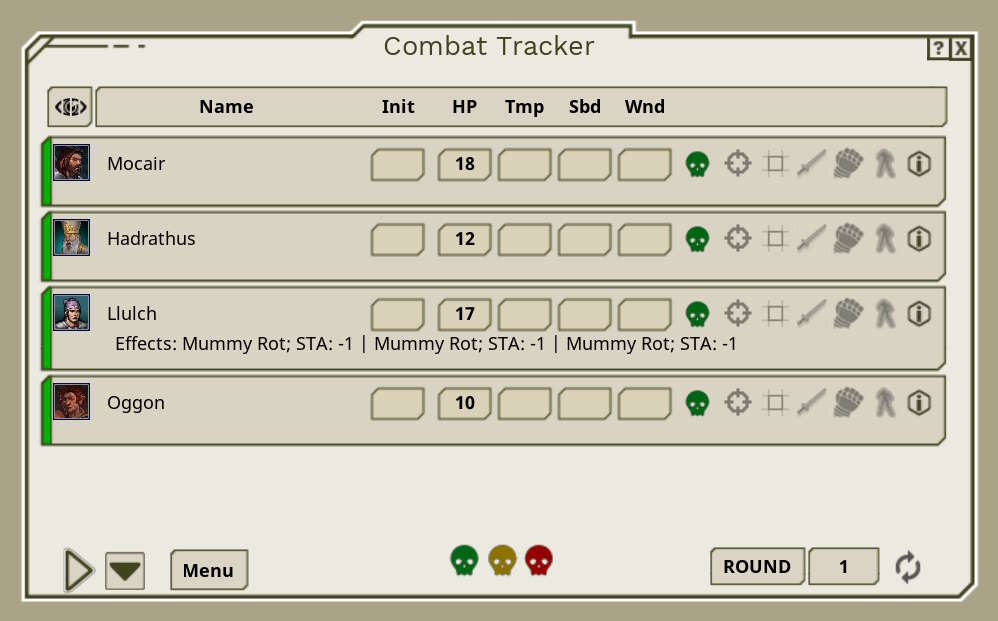 Combat Tracker
? X
Name Init HP Tmp Sbd Wnd
Mocair 18
Hadrathus 12
Llulch 17
Effects: Mummy Rot; STA: -1 | Mummy Rot; STA: -1 | Mummy Rot; STA: -1
Oggon 10
Menu ROUND 1